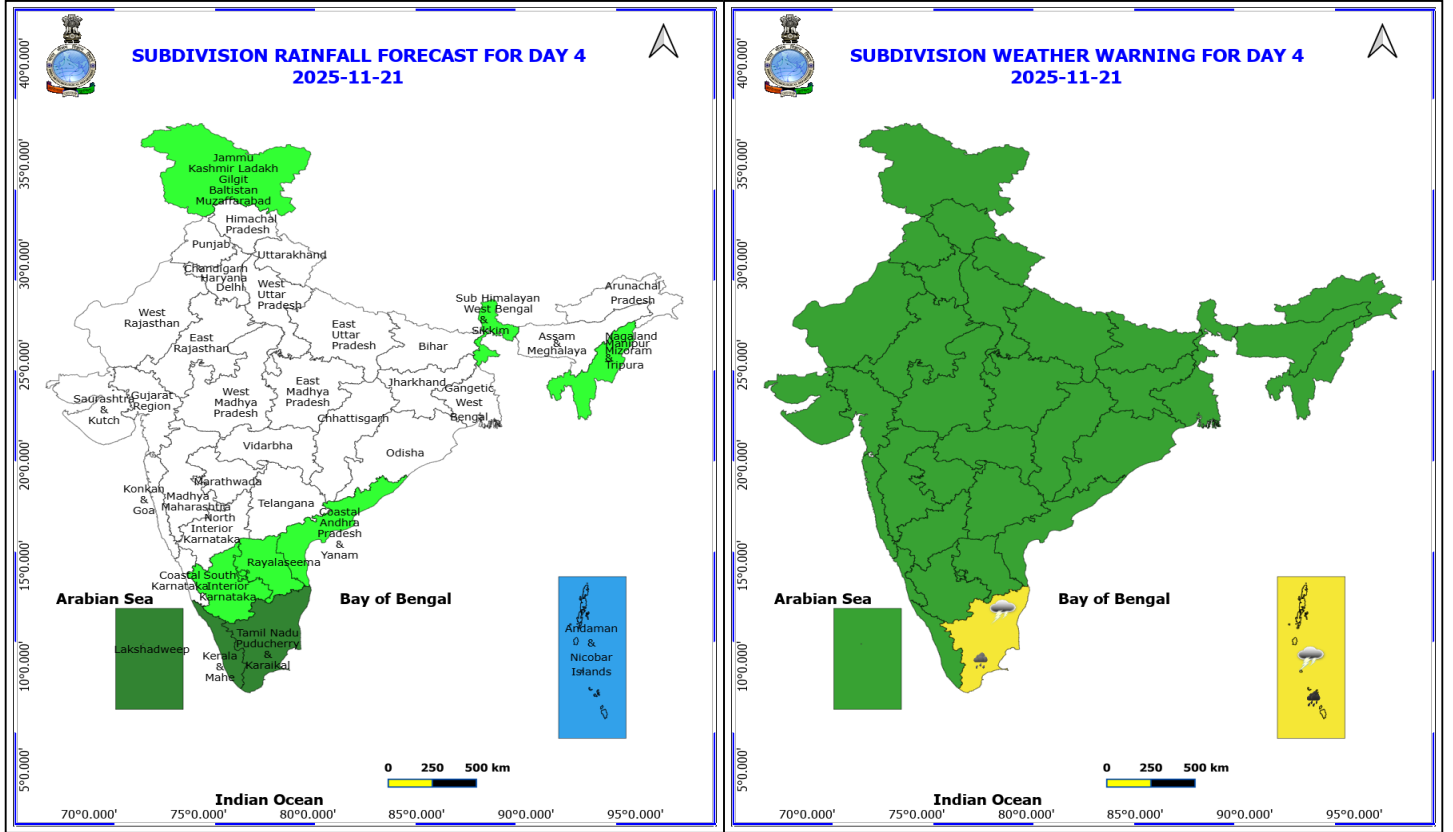 SUBDIVISION RAINFALL FORECAST FOR DAY 4
2025-11-21
40°0.000'
35°0.000'
30°0.000'
25°0.000'
20°0.000'
15°0.000'
10°0.000'
5°0.000'
Jammu
Kashmir Ladakh
Gilgit
Baltistan
Muzaffarabad
Himachal
Pradesh
Punjab
Uttarakhand
Chandigarh
Haryana
Delhi
West
Uttar
Pradesh
Arunachal
Pradesh
Sub Himalayan
West Bengal
&
Sikkim
West
Rajasthan
East
Rajasthan
East
Uttar
Pradesh
Bihar
Assam
&
Meghalaya
Nagaland
Manipur
Mizoram
&
Tripura
Saurashtra
&
Kutch
Gujarat
Region
West
Madhya
Pradesh
East
Madhya
Pradesh
Jharkhand
Gangetic
West
Bengal
Chhattisgarh
Vidarbha
Odisha
Konkan
&
Goa
Marathwada
Madhya
Maharashtra
Telangana
North
Interior
Karnataka
Coastal
Andhra
Pradesh
&
Yanam
Rayalaseema
Coastal
Karnataka
South
Interior
Karnataka
Arabian Sea
Bay of Bengal
Lakshadweep
Kerala
&
Mahe
Tamil Nadu
Puducherry
&
Karaikal
Andaman
&
Nicobar
Islands
0 250 500 km
Indian Ocean
70°0.000' 75°0.000' 80°0.000' 85°0.000' 90°0.000' 95°0.000'
SUBDIVISION WEATHER WARNING FOR DAY 4
2025-11-21
40°0.000'
35°0.000'
30°0.000'
25°0.000'
20°0.000'
15°0.000'
10°0.000'
5°0.000'
Arabian Sea
Bay of Bengal
0 250 500 km
Indian Ocean
70°0.000' 75°0.000' 80°0.000' 85°0.000' 90°0.000' 95°0.000'